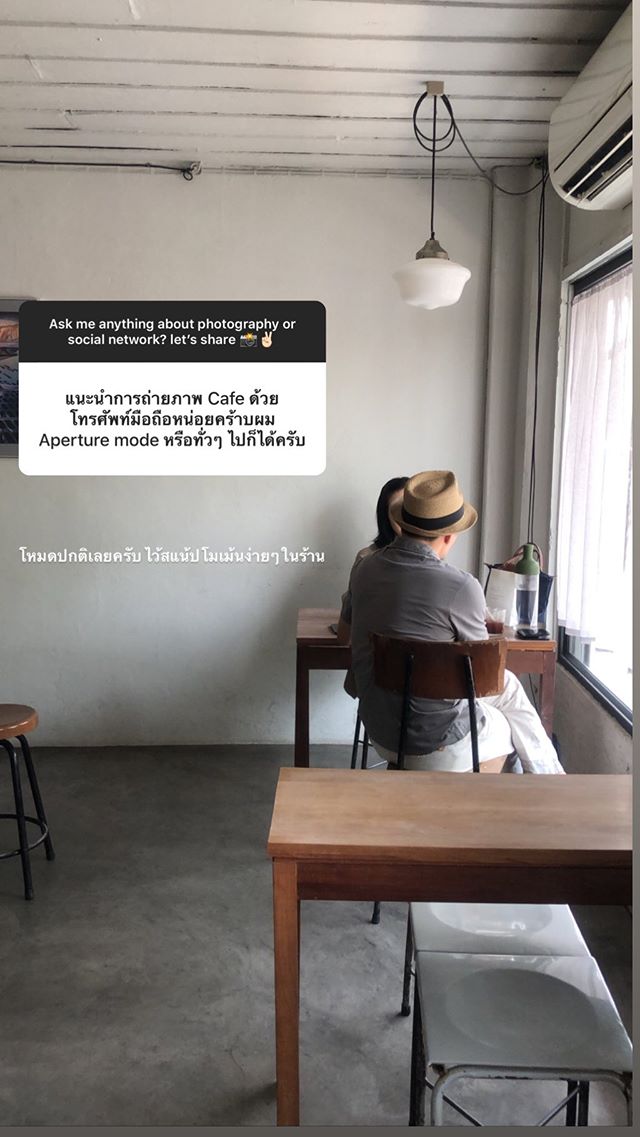 Ask me anything about photography or
social network? let's share 📸✌🏻
แนะนำการถ่ายภาพ Cafe ด้วย
โทรศัพท์มือถือหน่อยคร้าบผม
Aperture mode หรือทั่วๆ ไปก็ได้ครับ
โหมดปกติเลยครับ ไว้สแน้ป โมเม้นง่ายๆ ในร้าน